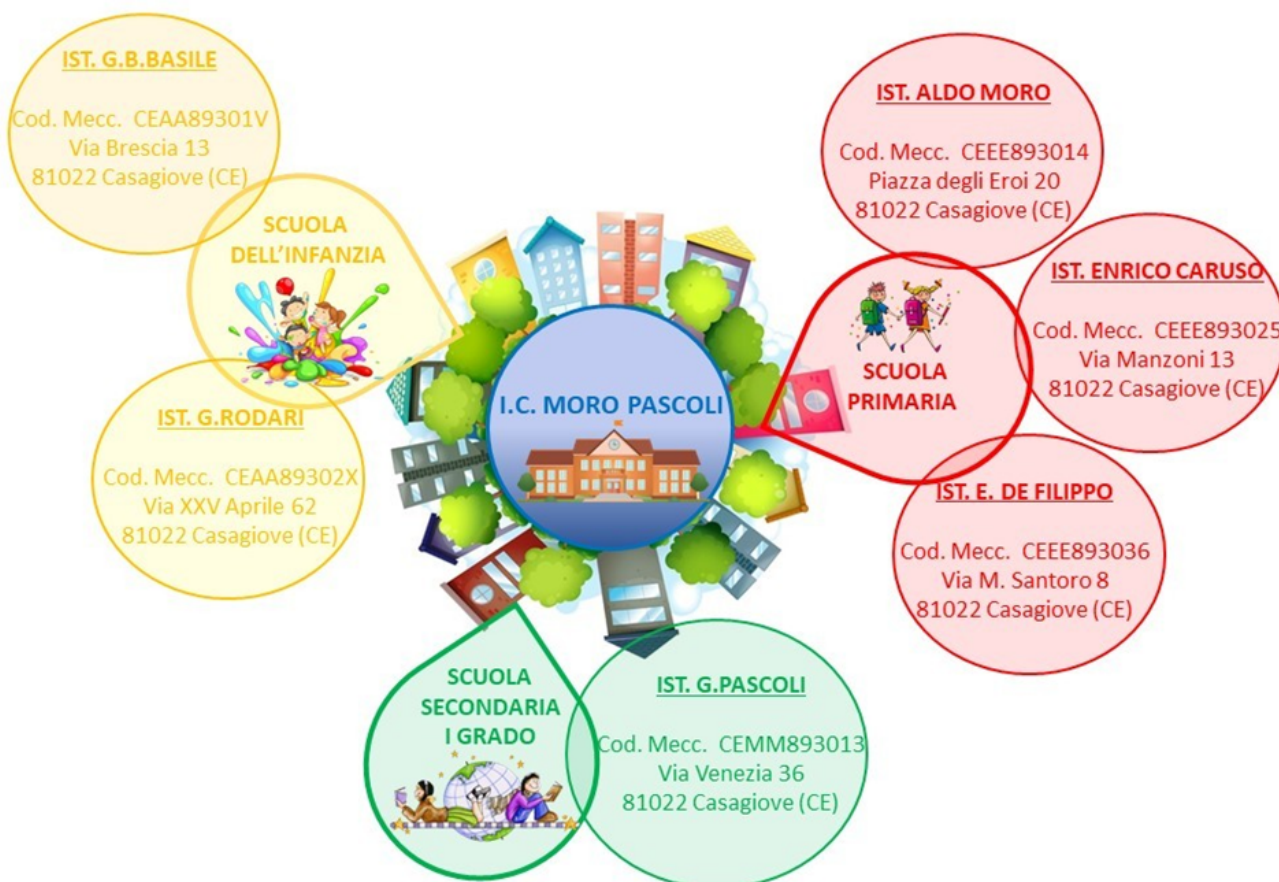 IST. G.B.BASILE
Cod. Mecc. CEAA89301V
Via Brescia 13
81022 Casagiove (CE)
SCUOLA
DELL'INFANZIA
IST. G.RODARI
Cod. Mecc. CEAA89302X
Via XXV Aprile 62
81022 Casagiove (CE)
I.C. MORO PASCOLI
IST. ALDO MORO
Cod. Mecc. CEEE893014
Piazza degli Eroi 20
81022 Casagiove (CE)
SCUOLA
PRIMARIA
IST. ENRICO CARUSO
Cod. Mecc. CEEE893025
Via Manzoni 13
81022 Casagiove (CE)
IST. E. DE FILIPPO
Cod. Mecc. CEEE893036
Via M. Santoro 8
81022 Casagiove (CE)
SCUOLA
SECONDARIA
I GRADO
IST. G.PASCOLI
Cod. Mecc. CEMM893013
Via Venezia 36
81022 Casagiove (CE)